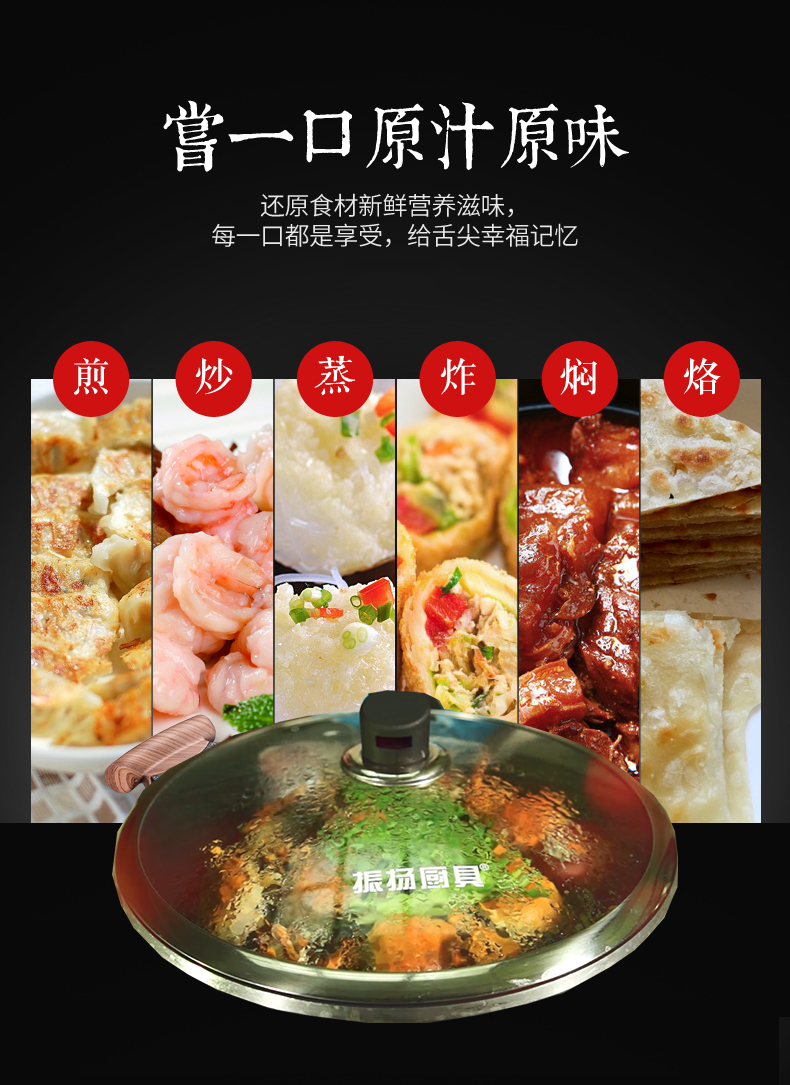 嘗一口原汁原味
还原食材新鲜营养滋味，
每一口都是享受，给舌尖幸福记忆
煎 炒 蒸 炸 焖 烙
振扬厨具®